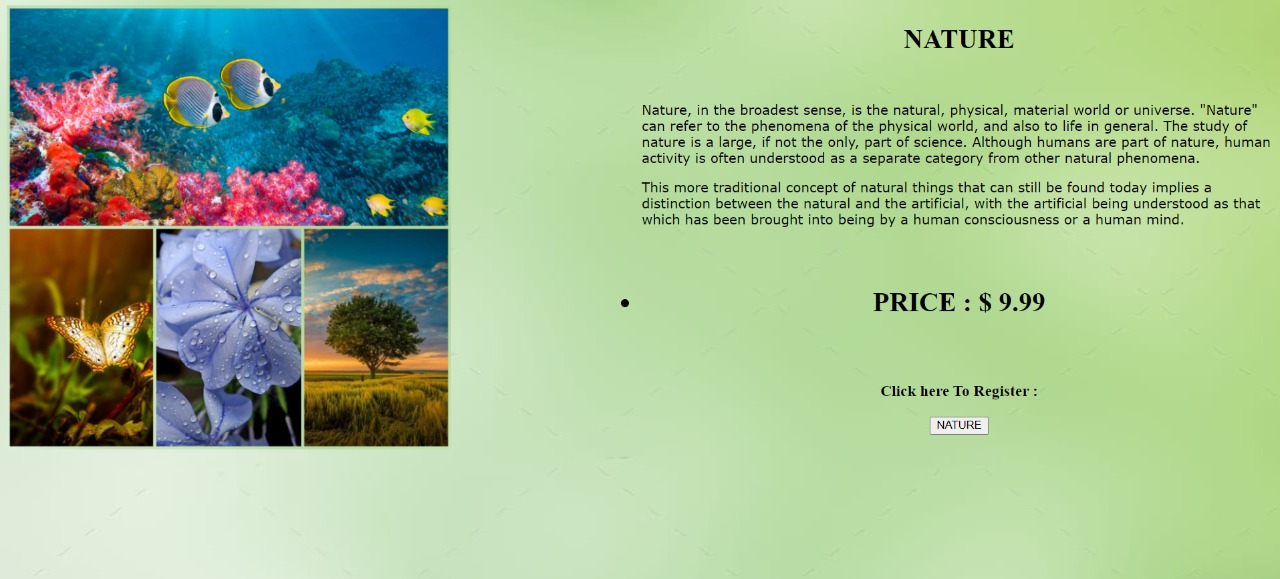 NATURE
Nature, in the broadest sense, is the natural, physical, material world or universe. "Nature"
can refer to the phenomena of the physical world, and also to life in general. The study of
nature is a large, if not the only, part of science. Although humans are part of nature, human
activity is often understood as a separate category from other natural phenomena.
This more traditional concept of natural things that can still be found today implies a
distinction between the natural and the artificial, with the artificial being understood as that
which has been brought into being by a human consciousness or a human mind.
PRICE : $ 9.99
Click here To Register :
NATURE